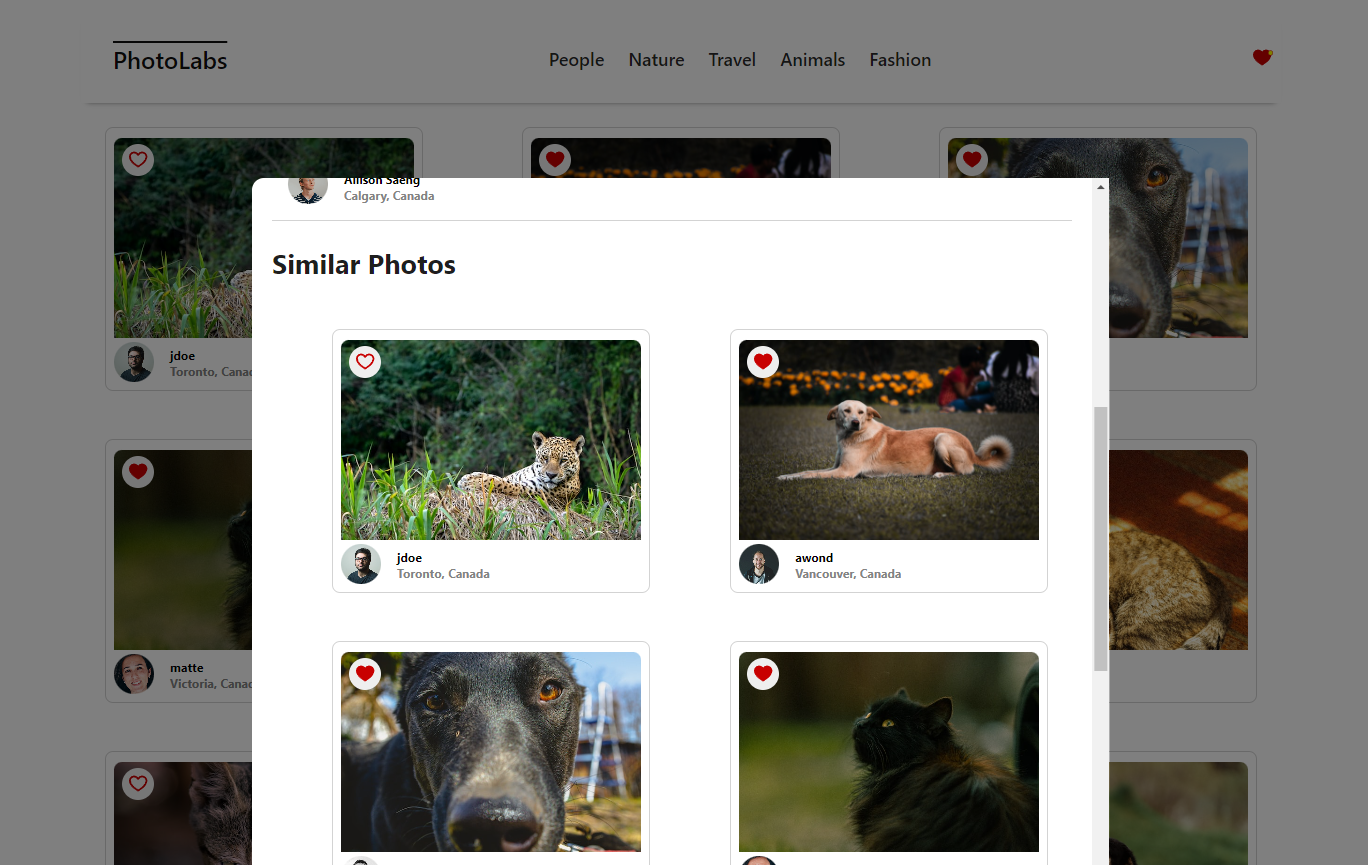 PhotoLabs
People Nature Travel Animals Fashion
jdoe
Toronto, Canad
matte
Victoria, Canad
Allison Saeng
Calgary, Canada
Similar Photos
jdoe
Toronto, Canada
awond
Vancouver, Canada